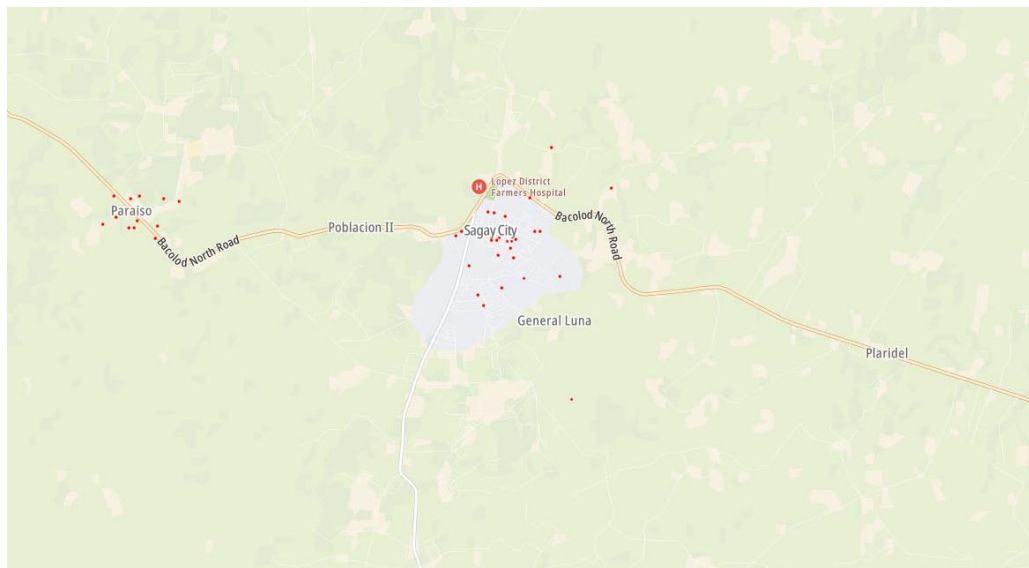 H
Lopez District
Farmers Hospital
Paraiso
Bacolod North Road
Poblacion II
Sagay City
Bacolod North Road
General Luna
Plaridel